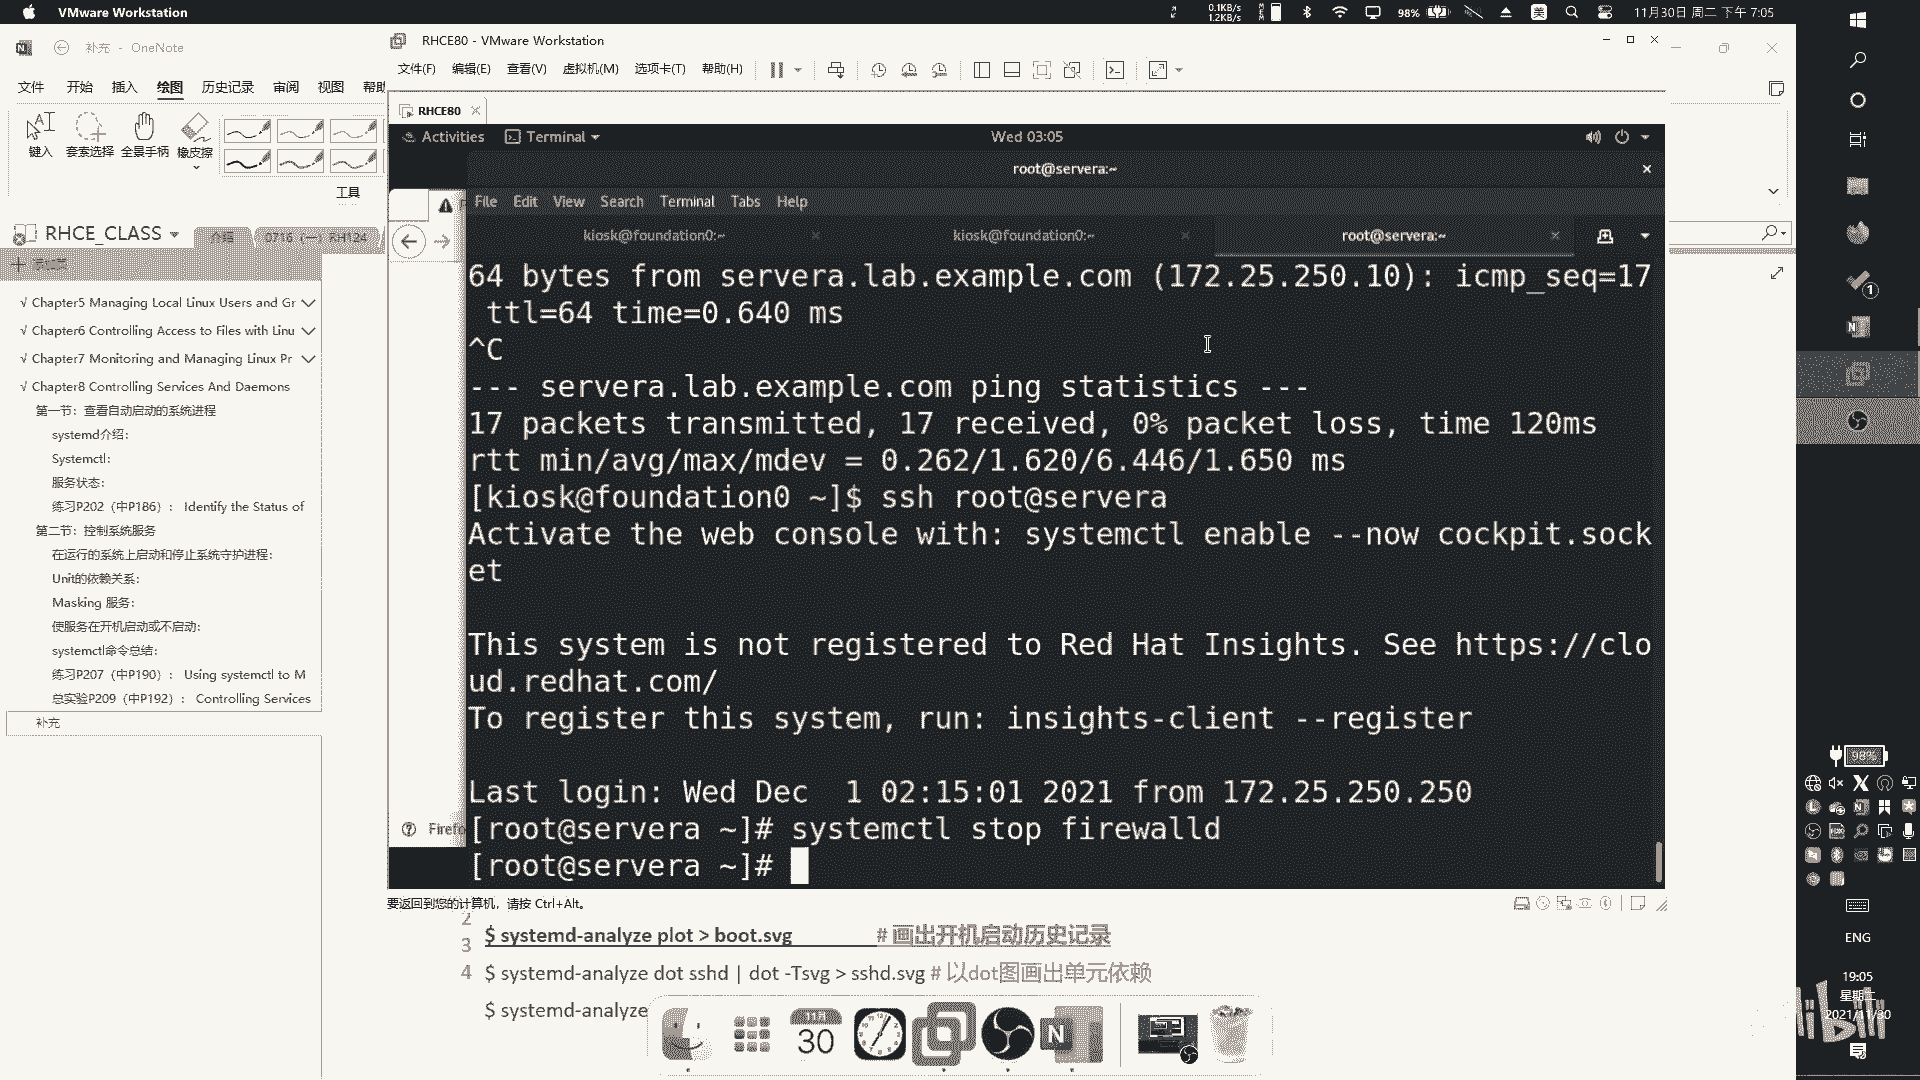 VMware Workstation
0.1KB/s
1.2KB/s
98%
美
11月30日 周二 下午 7:05
补充 - OneNote
文件 开始 插入 绘图 历史记录 审阅 视图 帮助
键入 套索选择 全景手柄 橡皮擦
工具
RHCE_CLASS
介绍
0716 (一) RH124
添加页
√ Chapter5 Managing Local Linux Users and Gr
√ Chapter6 Controlling Access to Files with Linu
√ Chapter7 Monitoring and Managing Linux Pr
√ Chapter8 Controlling Services And Daemons
第一节：查看自动启动的系统进程
systemd介绍:
Systemctl:
服务状态:
练习P202（中P186）： Identify the Status of
第二节：控制系统服务
在运行的系统上启动和停止系统守护进程:
Unit的依赖关系:
Masking 服务:
使服务在开机启动或不启动:
systemctl命令总结:
练习P207（中P190）： Using systemctl to M
总实验P209（中P192）： Controlling Services
补充
RHCE80 - VMware Workstation
文件(F) 编辑(E) 查看(V) 虚拟机(M) 选项卡(T) 帮助(H)
RHCE80
Activities Terminal Wed 03:05
root@servera:~
File Edit View Search Terminal Tabs Help
kiosk@foundation0:~ kiosk@foundation0:~ root@servera:~
64 bytes from servera.lab.example.com (172.25.250.10): icmp_seq=17
ttl=64 time=0.640 ms
^C
--- servera.lab.example.com ping statistics ---
17 packets transmitted, 17 received, 0% packet loss, time 120ms
rtt min/avg/max/mdev = 0.262/1.620/6.446/1.650 ms
[kiosk@foundation0 ~]$ ssh root@servera
Activate the web console with: systemctl enable --now cockpit.sock
et
This system is not registered to Red Hat Insights. See https://clo
ud.redhat.com/
To register this system, run: insights-client --register
Last login: Wed Dec  1 02:15:01 2021 from 172.25.250.250
[root@servera ~]# systemctl stop firewalld
[root@servera ~]#
Firefo
要返回到您的计算机，请按 Ctrl+Alt。
2
3 $ systemd-analyze plot > boot.svg # 画出开机启动历史记录
4 $ systemd-analyze dot sshd | dot -Tsvg > sshd.svg # 以dot图画出单元依赖
$ systemd-analyze
11月
30
N
1
98%
ENG
19:05
星期二
2021/11/30